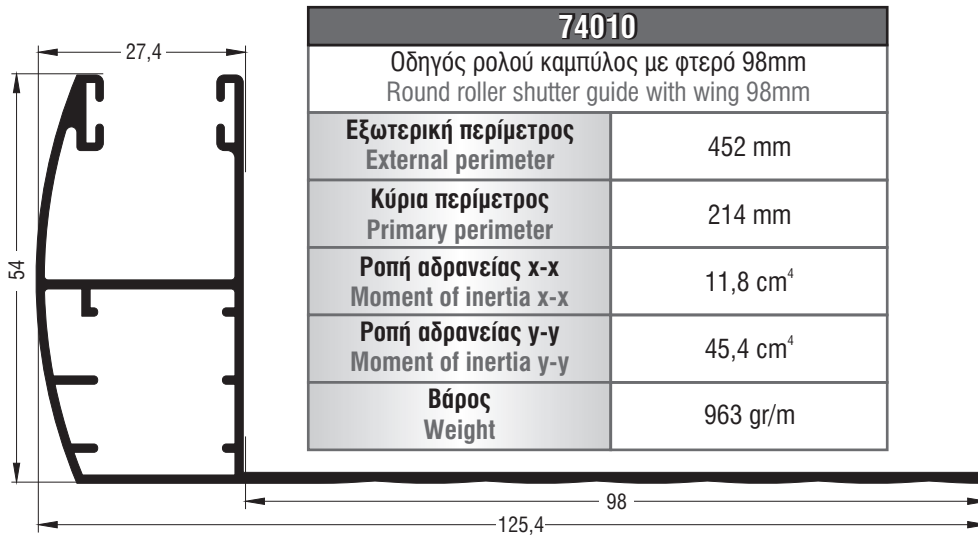 74010
Οδηγός ρολού καμπύλος με φτερό 98mm
Round roller shutter guide with wing 98mm
Εξωτερική περίμετρος
External perimeter
452 mm
Κύρια περίμετρος
Primary perimeter
214 mm
Ροπή αδρανείας x-x
Moment of inertia x-x
11,8 cm⁴
Ροπή αδρανείας y-y
Moment of inertia y-y
45,4 cm⁴
Βάρος
Weight
963 gr/m
27,4
54
98
125,4